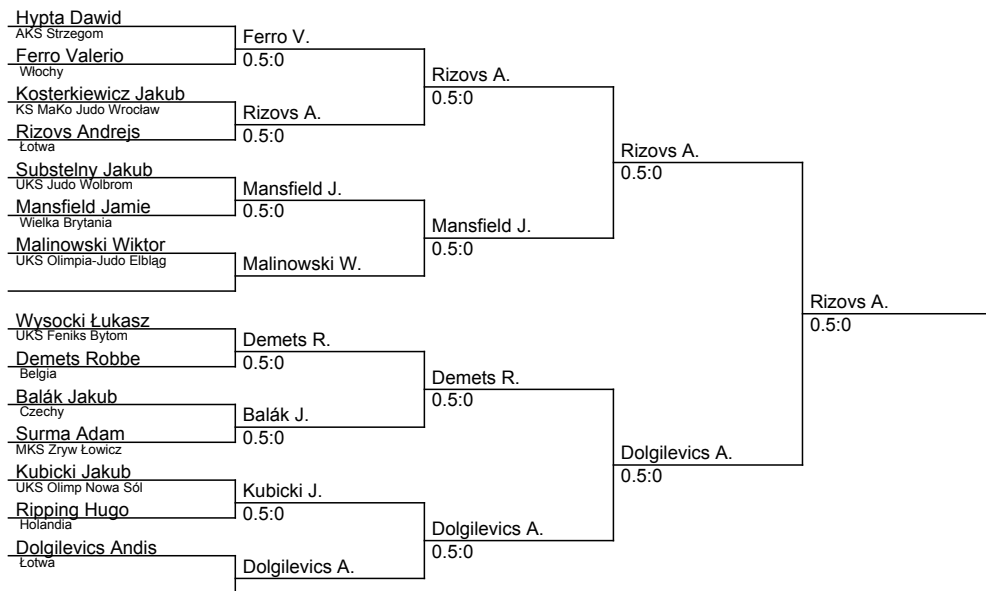 Hypta Dawid
AKS Strzegom
Ferro Valerio
Włochy
Kosterkiewicz Jakub
KS MaKo Judo Wrocław
Rizovs Andrejs
Łotwa
Substelny Jakub
UKS Judo Wolbrom
Mansfield Jamie
Wielka Brytania
Malinowski Wiktor
UKS Olimpia-Judo Elbląg
Wysocki Łukasz
UKS Feniks Bytom
Demets Robbe
Belgia
Balák Jakub
Czechy
Surma Adam
MKS Zryw Łowicz
Kubicki Jakub
UKS Olimp Nowa Sól
Ripping Hugo
Holandia
Dolgilevics Andis
Łotwa
Ferro V.
0.5:0
Rizovs A.
0.5:0
Mansfield J.
0.5:0
Malinowski W.
Demets R.
0.5:0
Balák J.
0.5:0
Kubicki J.
0.5:0
Dolgilevics A.
Rizovs A.
0.5:0
Mansfield J.
0.5:0
Demets R.
0.5:0
Dolgilevics A.
0.5:0
Rizovs A.
0.5:0
Dolgilevics A.
0.5:0
Rizovs A.
0.5:0